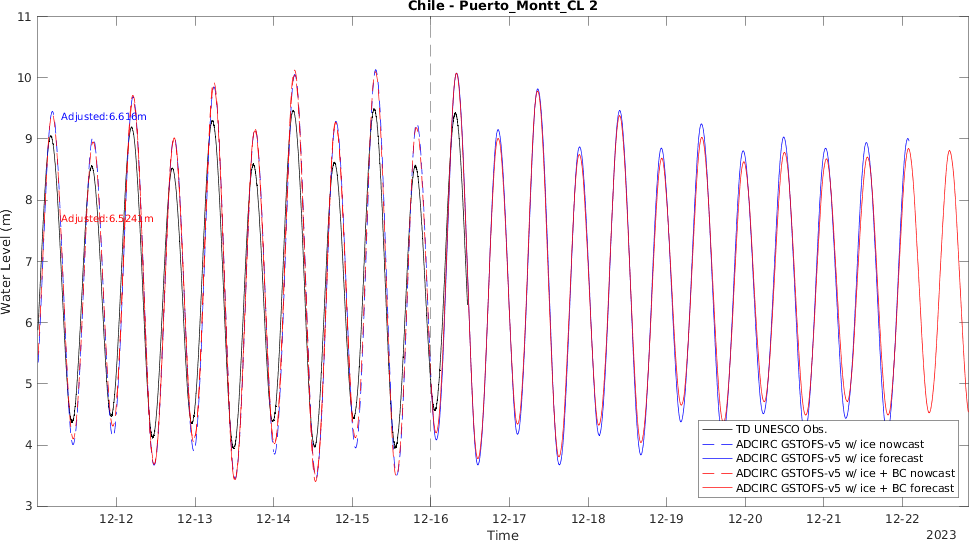 Chile - Puerto_Montt_CL 2
Water Level (m)
11
10
9
8
7
6
5
4
3
Adjusted:6.616m
Adjusted:6.5241m
TD UNESCO Obs.
ADCIRC GSTOFS-v5 w/ ice nowcast
ADCIRC GSTOFS-v5 w/ ice forecast
ADCIRC GSTOFS-v5 w/ ice + BC nowcast
ADCIRC GSTOFS-v5 w/ ice + BC forecast
12-12 12-13 12-14 12-15 12-16 12-17 12-18 12-19 12-20 12-21 12-22
Time
2023